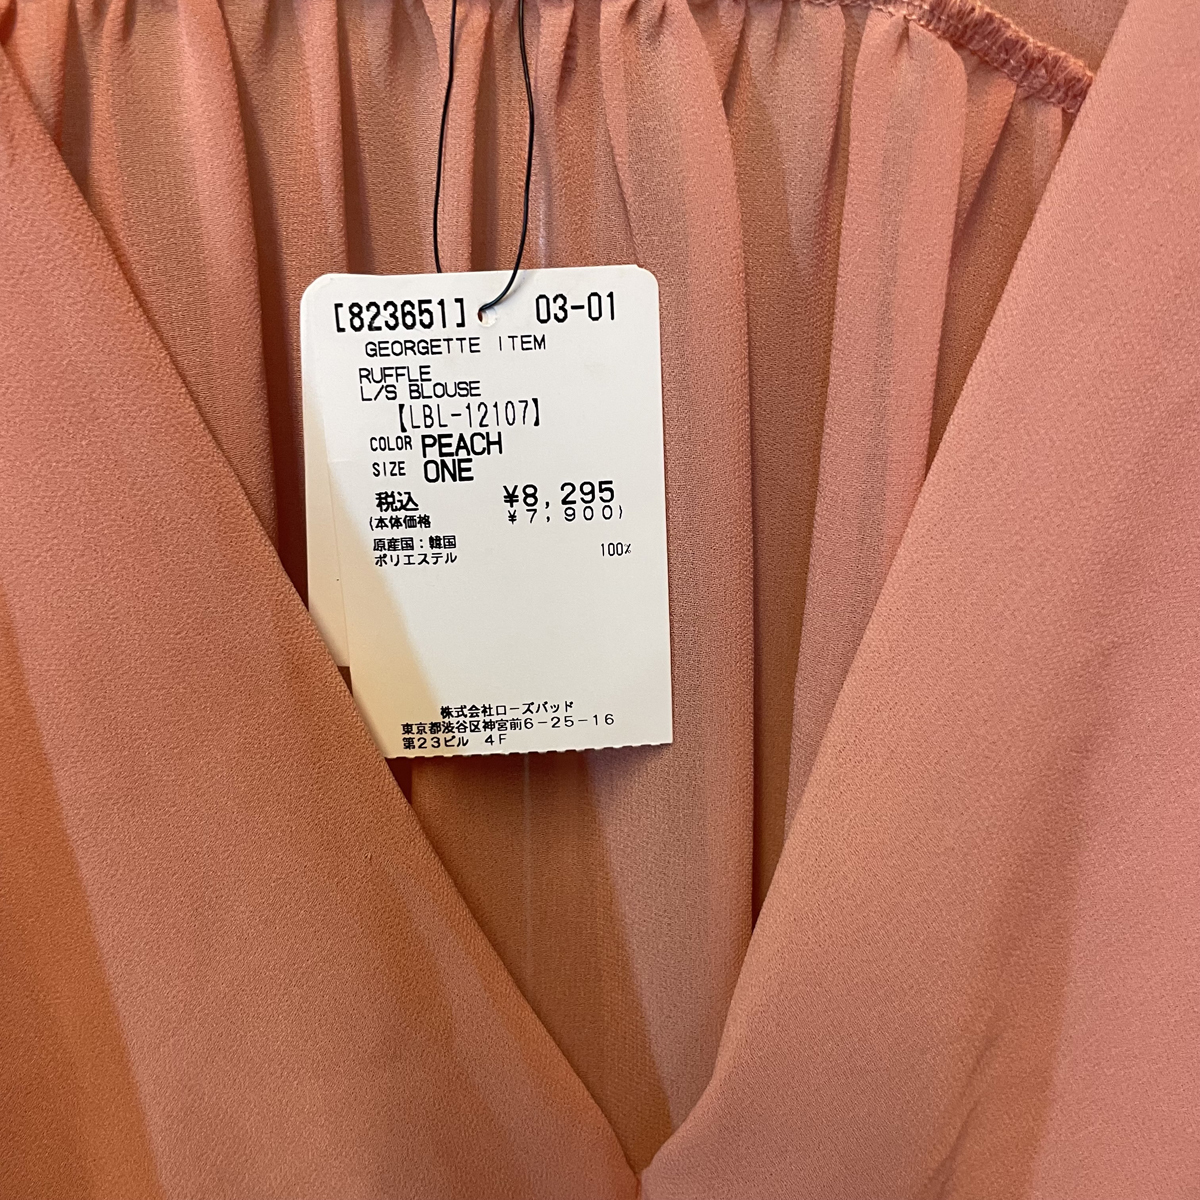 [823651] 03-01
GEORGETTE ITEM
RUFFLE
L/S BLOUSE
【LBL-12107】
COLOR PEACH
SIZE ONE
税込 ¥8,295
(本体価格 ¥7,900)
原産国:韓国
ポリエステル 100%
株式会社ローズバッド
東京都渋谷区神宮前6-25-16
第23ビル 4F